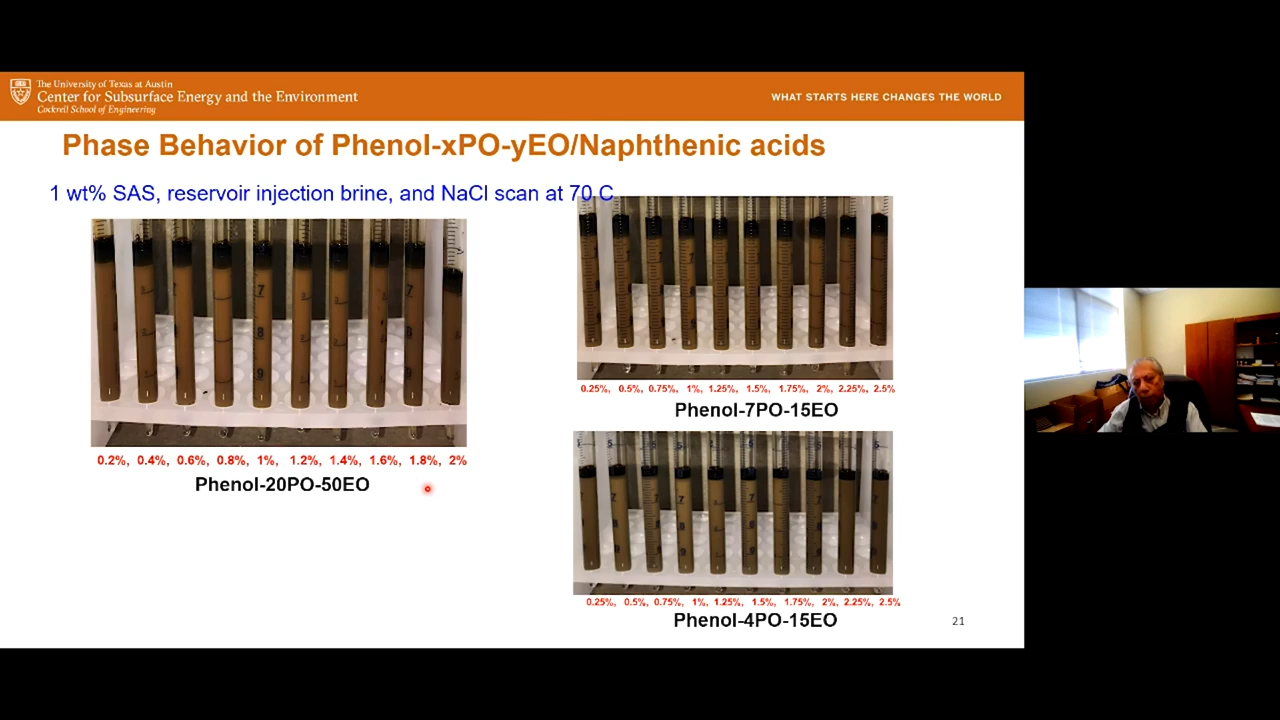 The University of Texas at Austin
Center for Subsurface Energy and the Environment
Cockrell School of Engineering
WHAT STARTS HERE CHANGES THE WORLD
Phase Behavior of Phenol-xPO-yEO/Naphthenic acids
1 wt% SAS, reservoir injection brine, and NaCl scan at 70 C
0.2%, 0.4%, 0.6%, 0.8%, 1%, 1.2%, 1.4%, 1.6%, 1.8%, 2%
Phenol-20PO-50EO
0.25%, 0.5%, 0.75%, 1%, 1.25%, 1.5%, 1.75%, 2%, 2.25%, 2.5%
Phenol-7PO-15EO
0.25%, 0.5%, 0.75%, 1%, 1.25%, 1.5%, 1.75%, 2%, 2.25%, 2.5%
Phenol-4PO-15EO
21